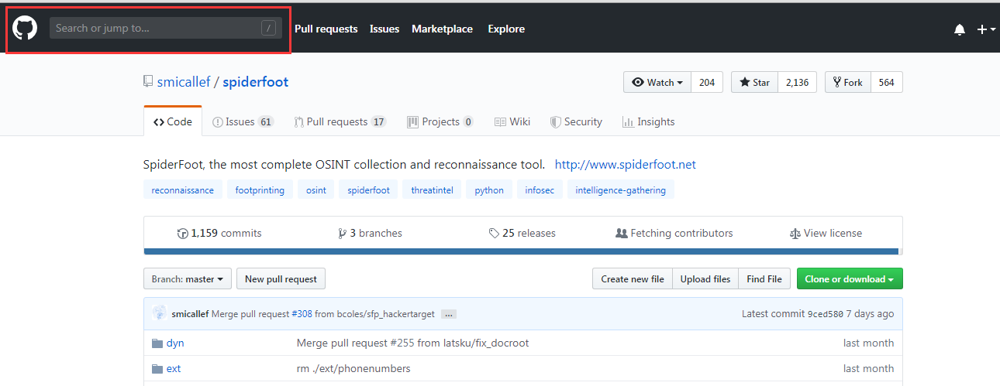 Search or jump to... /
Pull requests Issues Marketplace Explore
smicallef / spiderfoot
Watch 204 Star 2,136 Fork 564
Code Issues 61 Pull requests 17 Projects 0 Wiki Security Insights
SpiderFoot, the most complete OSINT collection and reconnaissance tool. http://www.spiderfoot.net
reconnaissance footprinting osint spiderfoot threatintel python infosec intelligence-gathering
1,159 commits 3 branches 25 releases Fetching contributors View license
Branch: master New pull request Create new file Upload files Find File Clone or download
smicallef Merge pull request #308 from bcoles/sfp_hackertarget ... Latest commit 9ced580 7 days ago
dyn Merge pull request #255 from latsku/fix_docroot last month
ext rm ./ext/phonenumbers last month